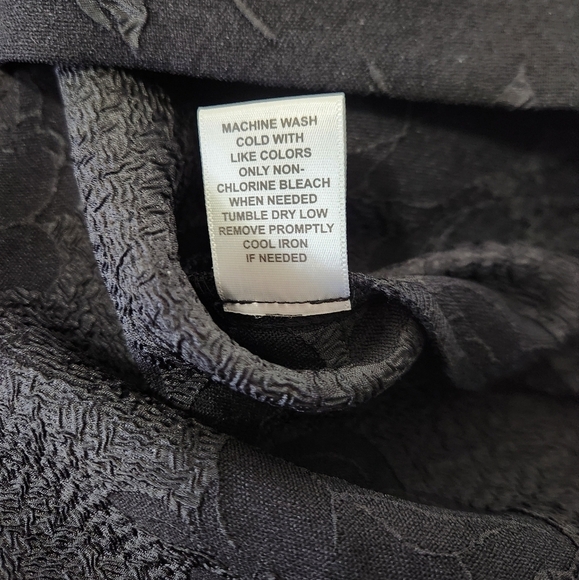 MACHINE WASH
COLD WITH
LIKE COLORS
ONLY NON-
CHLORINE BLEACH
WHEN NEEDED
TUMBLE DRY LOW
REMOVE PROMPTLY
COOL IRON
IF NEEDED